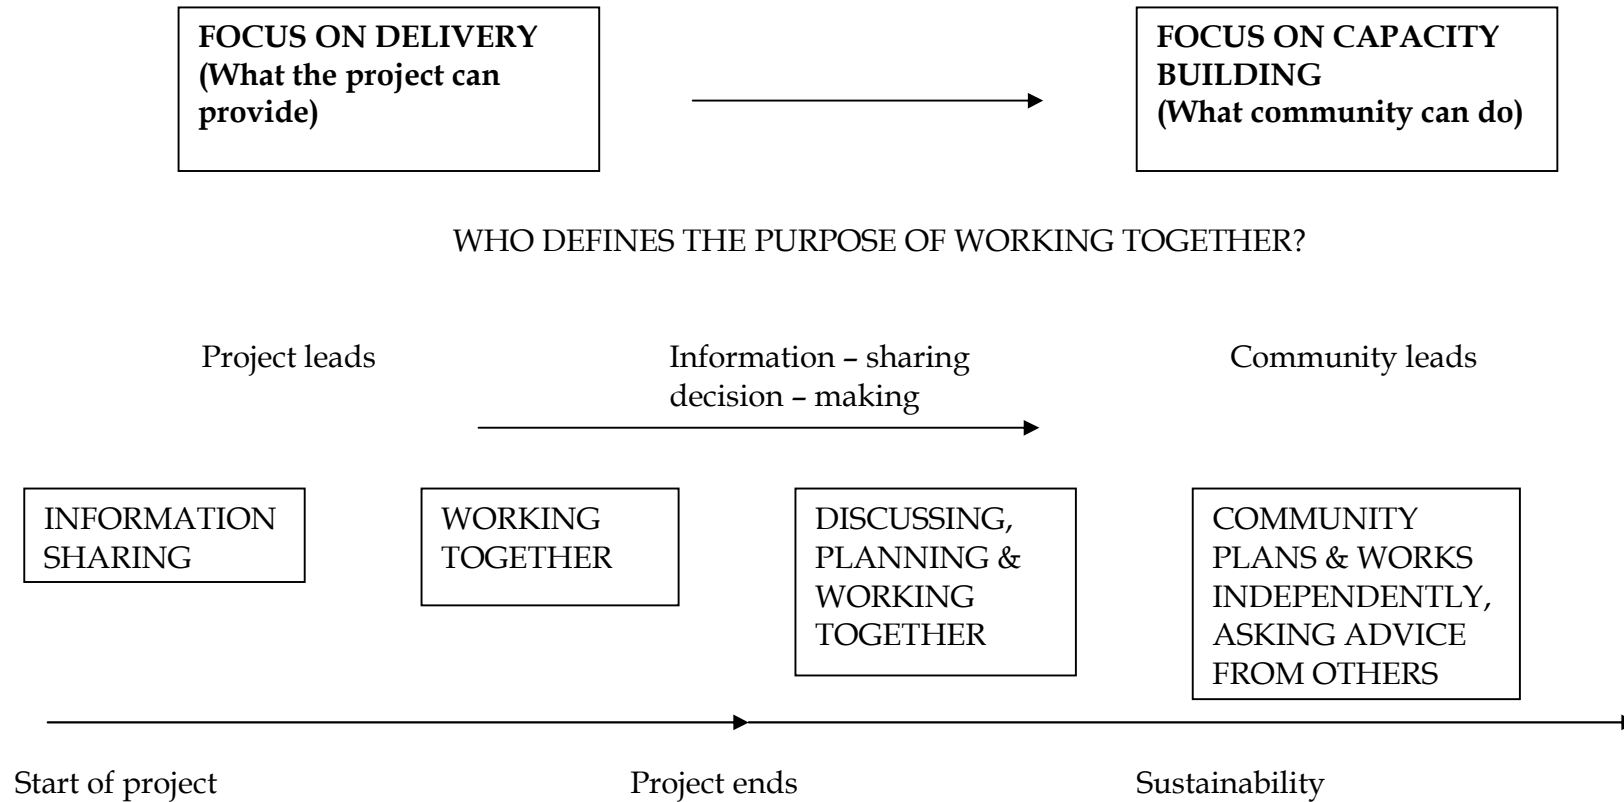 FOCUS ON DELIVERY
(What the project can
provide)
FOCUS ON CAPACITY
BUILDING
(What community can do)
WHO DEFINES THE PURPOSE OF WORKING TOGETHER?
Project leads
Information – sharing
decision – making
Community leads
INFORMATION
SHARING
WORKING
TOGETHER
DISCUSSING,
PLANNING &
WORKING
TOGETHER
COMMUNITY
PLANS & WORKS
INDEPENDENTLY,
ASKING ADVICE
FROM OTHERS
Start of project
Project ends
Sustainability